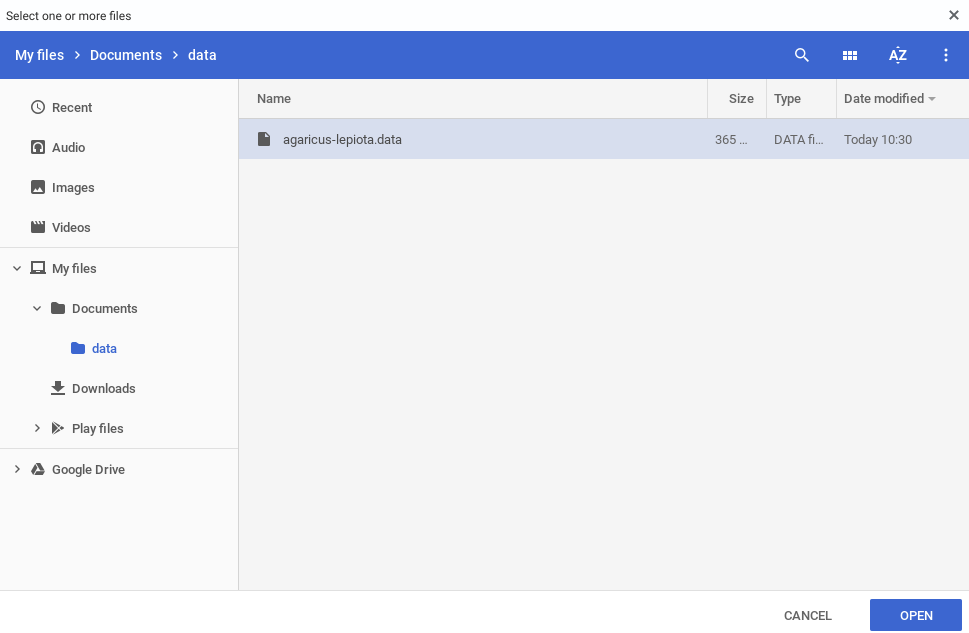 Select one or more files
My files Documents data
AZ
Recent
Audio
Images
Videos
My files
Documents
data
Downloads
Play files
Google Drive
Name Size Type Date modified
agaricus-lepiota.data 365 ... DATA fi... Today 10:30
CANCEL OPEN